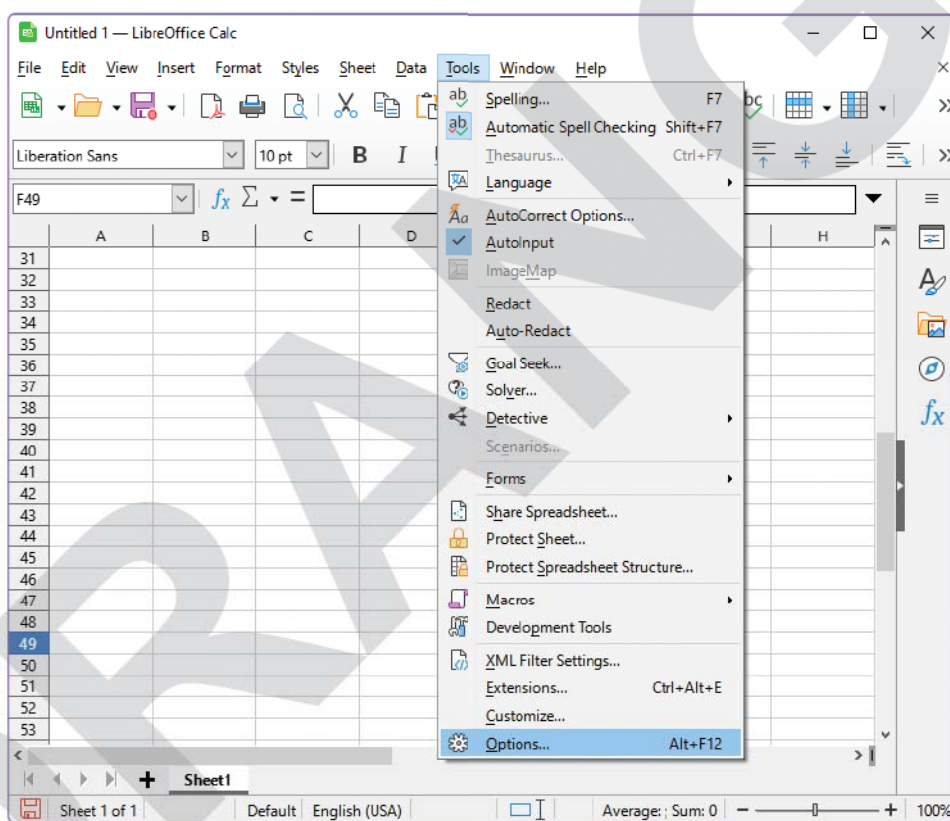 Untitled 1 — LibreOffice Calc
File Edit View Insert Format Styles Sheet Data Tools Window Help
Liberation Sans 10 pt B I
F49 fx Σ =
A B C D H
Spelling... F7
Automatic Spell Checking Shift+F7
Thesaurus... Ctrl+F7
Language
AutoCorrect Options...
AutoInput
ImageMap
Redact
Auto-Redact
Goal Seek...
Solver...
Detective
Scenarios...
Forms
Share Spreadsheet...
Protect Sheet...
Protect Spreadsheet Structure...
Macros
Development Tools
XML Filter Settings...
Extensions... Ctrl+Alt+E
Customize...
Options... Alt+F12
31
32
33
34
35
36
37
38
39
40
41
42
43
44
45
46
47
48
49
50
51
52
53
Sheet1
Sheet 1 of 1 Default English (USA) Average: ; Sum: 0 100%